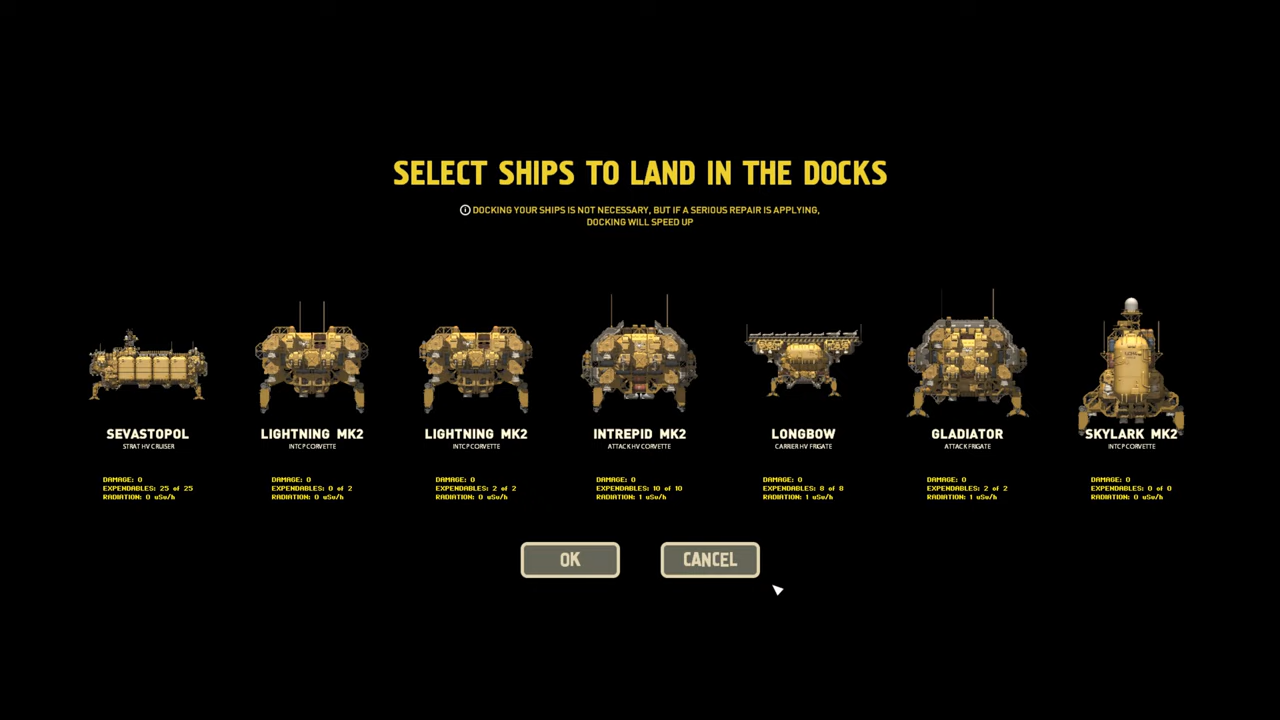 SELECT SHIPS TO LAND IN THE DOCKS
DOCKING YOUR SHIPS IS NOT NECESSARY, BUT IF A SERIOUS REPAIR IS APPLYING,
DOCKING WILL SPEED UP
SEVASTOPOL
STRAT HV CRUISER
DAMAGE: 0
EXPENDABLES: 25 of 25
RADIATION: 0 uSv/h
LIGHTNING MK2
INTCP CORVETTE
DAMAGE: 0
EXPENDABLES: 0 of 2
RADIATION: 0 uSv/h
LIGHTNING MK2
INTCP CORVETTE
DAMAGE: 0
EXPENDABLES: 2 of 2
RADIATION: 0 uSv/h
INTREPID MK2
ATTACK HV CORVETTE
DAMAGE: 0
EXPENDABLES: 10 of 10
RADIATION: 1 uSv/h
LONGBOW
CARRIER HV FRIGATE
DAMAGE: 0
EXPENDABLES: 8 of 8
RADIATION: 1 uSv/h
GLADIATOR
ATTACK FRIGATE
DAMAGE: 0
EXPENDABLES: 2 of 2
RADIATION: 1 uSv/h
SKYLARK MK2
INTCP CORVETTE
DAMAGE: 0
EXPENDABLES: 0 of 0
RADIATION: 0 uSv/h
OK
CANCEL